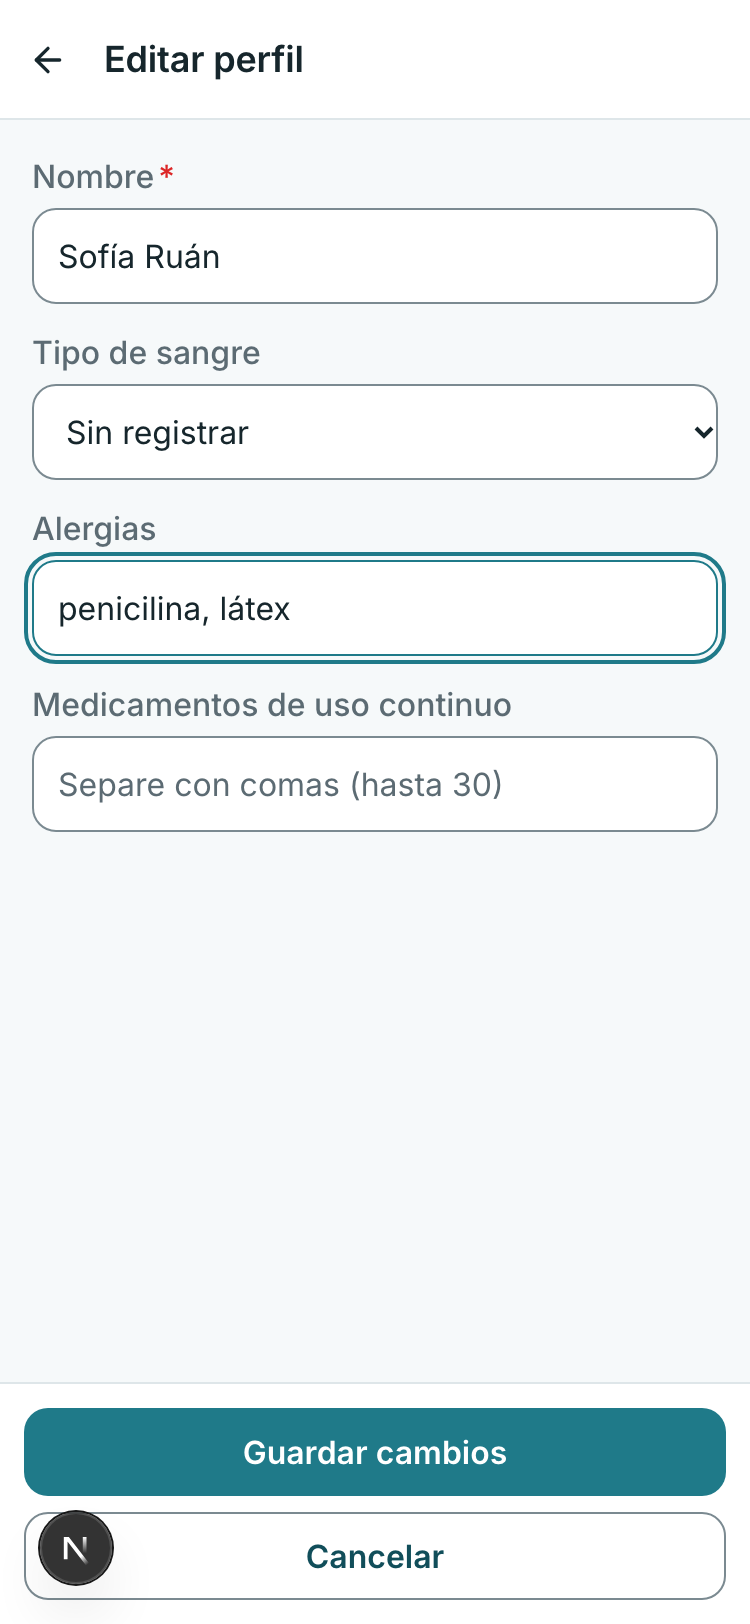 Editar perfil
Nombre*
Sofía Ruán
Tipo de sangre
Sin registrar
Alergias
penicilina, látex
Medicamentos de uso continuo
Separe con comas (hasta 30)
Guardar cambios
N
Cancelar